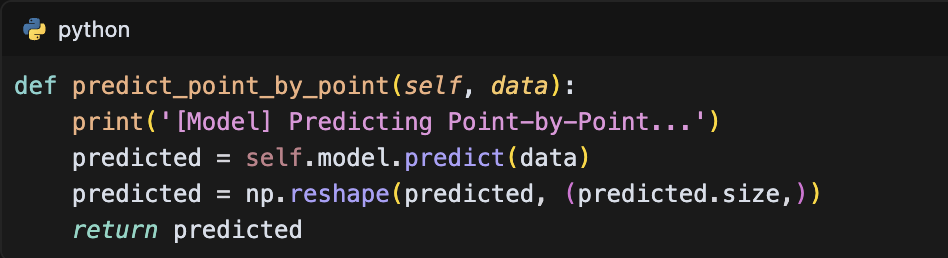 python
def predict_point_by_point(self, data):
    print('[Model] Predicting Point-by-Point...')
    predicted = self.model.predict(data)
    predicted = np.reshape(predicted, (predicted.size,))
    return predicted